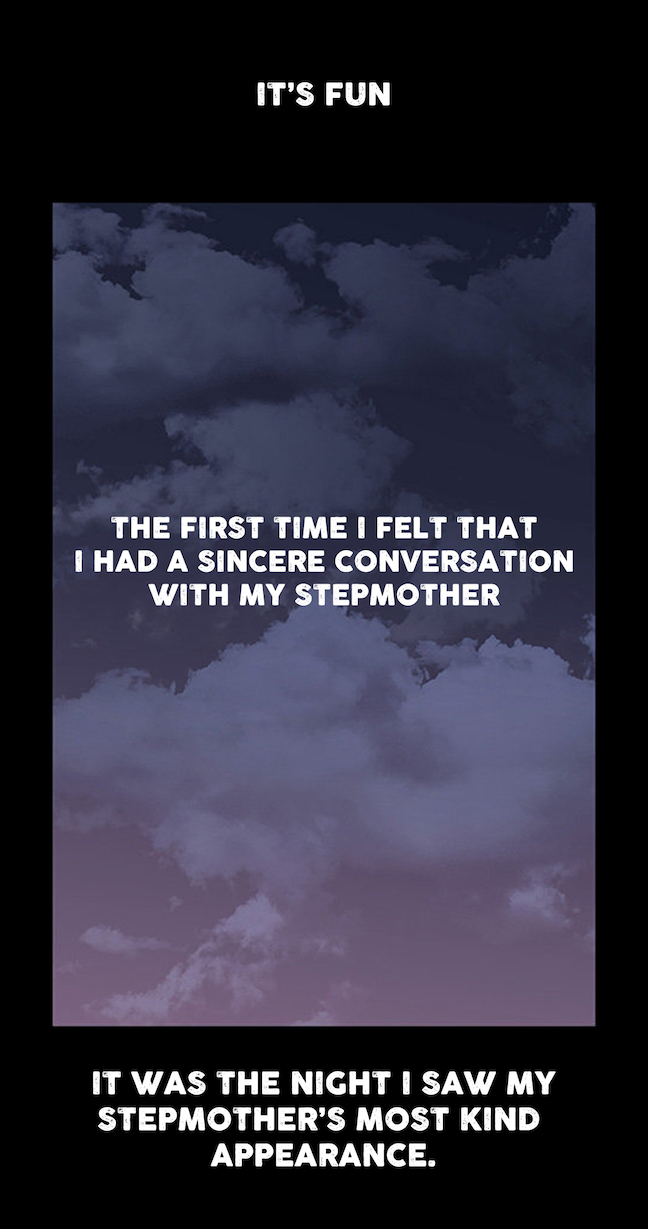 IT'S FUN
THE FIRST TIME I FELT THAT
I HAD A SINCERE CONVERSATION
WITH MY STEPMOTHER
IT WAS THE NIGHT I SAW MY
STEPMOTHER'S MOST KIND
APPEARANCE.